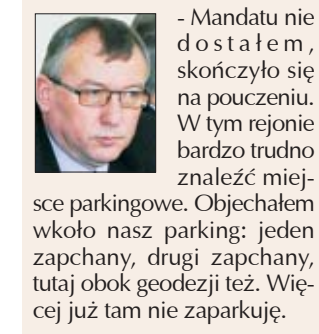 - Mandatu nie
dostałem,
skończyło się
na pouczeniu.
W tym rejonie
bardzo trudno
znaleźć miej-
sce parkingowe. Objechałem
wkoło nasz parking: jeden
zapchany, drugi zapchany,
tutaj obok geodezji też. Wię-
cej już tam nie zaparkuję.